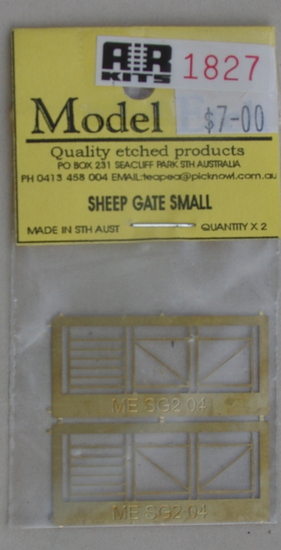 AR KITS
1827
Model
$7-00
Quality etched products
PO BOX 231 SEACLIFF PARK STH AUSTRALIA
PH 0413 458 004 EMAIL:teapea@picknowl.com.au
SHEEP GATE SMALL
MADE IN STH AUST QUANTITY X 2
ME SG2 04
ME SG2 04